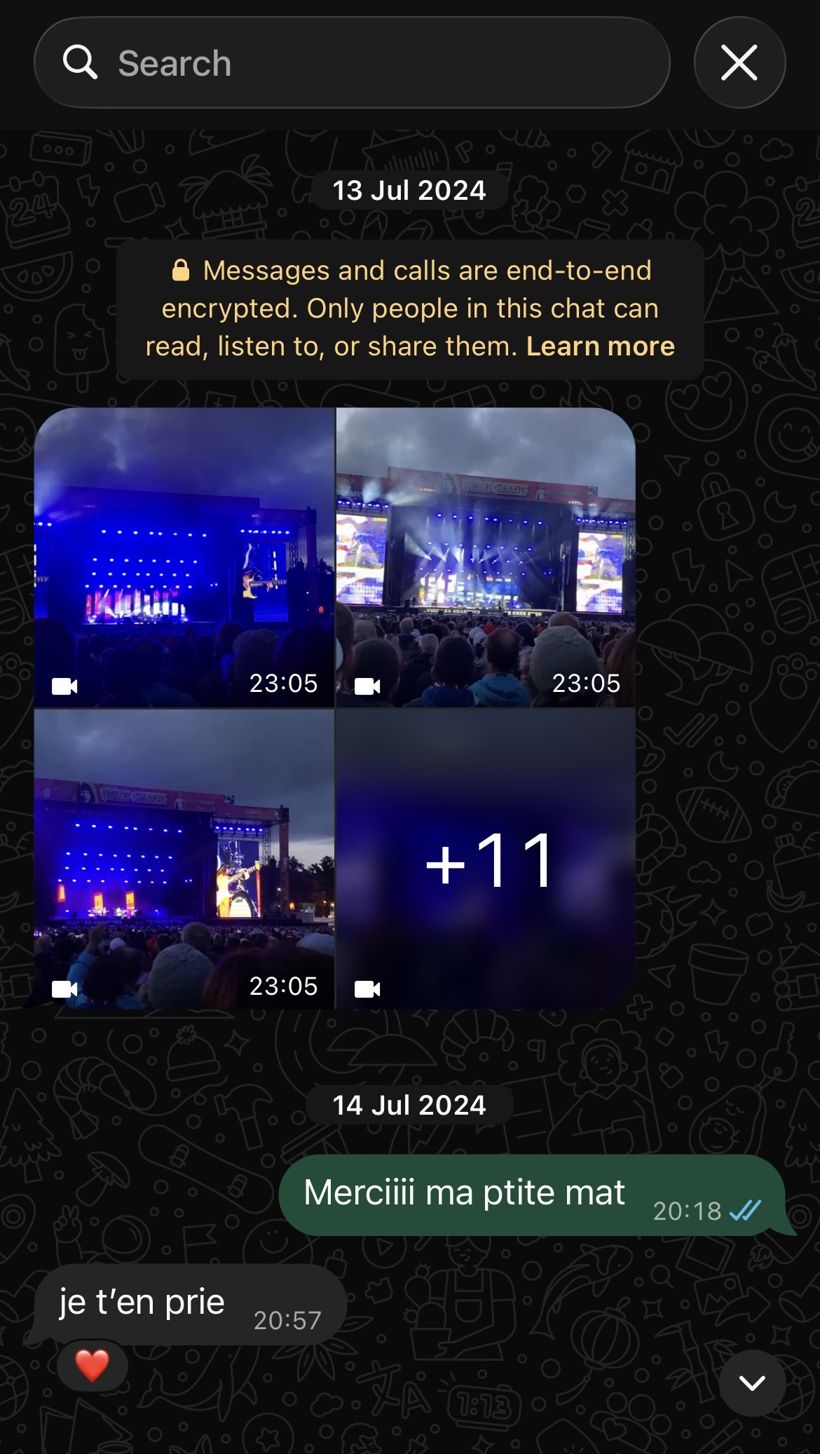 Search
13 Jul 2024
Messages and calls are end-to-end
encrypted. Only people in this chat can
read, listen to, or share them. Learn more
23:05
23:05
23:05
+11
14 Jul 2024
Merciiii ma ptite mat 20:18
je t’en prie 20:57